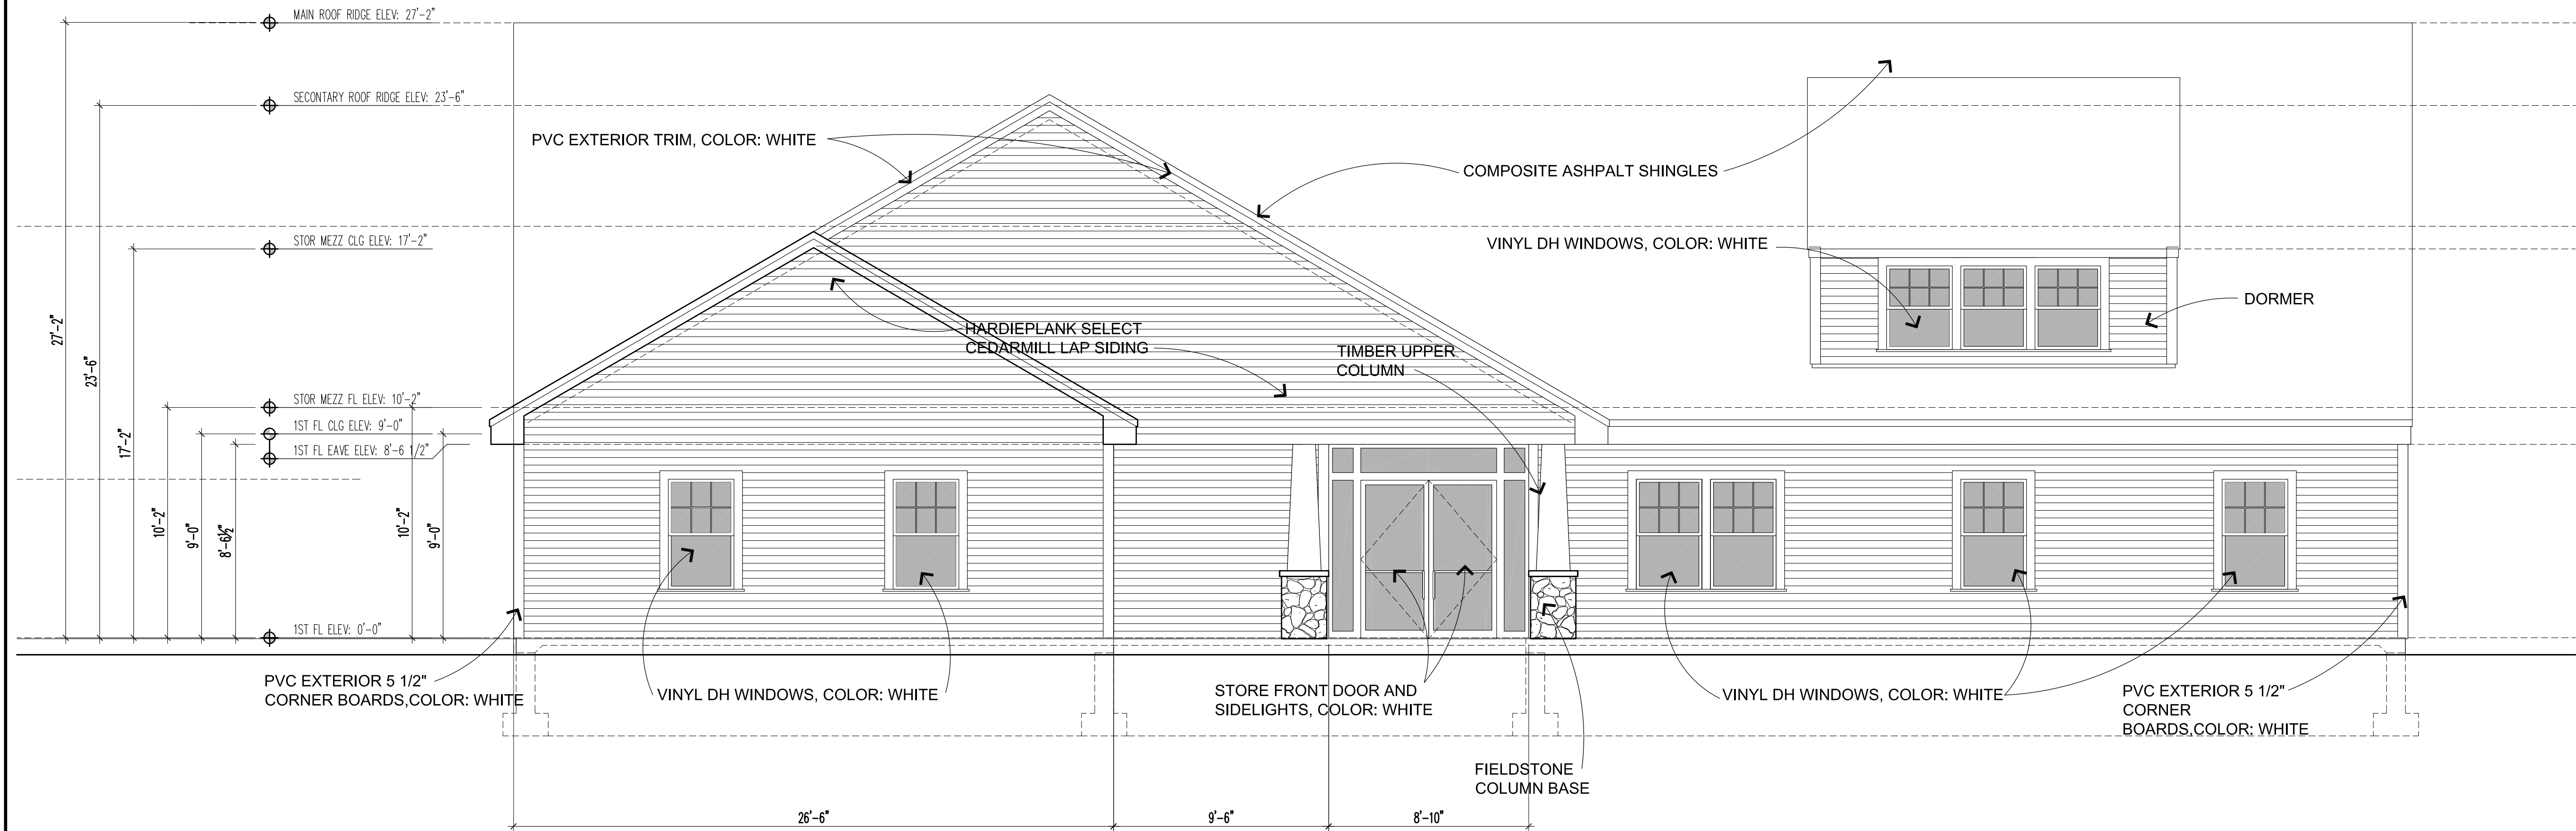 MAIN ROOF RIDGE ELEV: 27'-2"
SECONTARY ROOF RIDGE ELEV: 23'-6"
PVC EXTERIOR TRIM, COLOR: WHITE
COMPOSITE ASHPALT SHINGLES
STOR MEZZ CLG ELEV: 17'-2"
VINYL DH WINDOWS, COLOR: WHITE
DORMER
27'-2"
HARDIEPLANK SELECT
CEDARMILL LAP SIDING
TIMBER UPPER
COLUMN
23'-6"
STOR MEZZ FL ELEV: 10'-2"
17'-2"
1ST FL CLG ELEV: 9'-0"
1ST FL EAVE ELEV: 8'-6 1/2"
10'-2"
9'-0"
8'-6½"
10'-2"
9'-0"
1ST FL ELEV: 0'-0"
PVC EXTERIOR 5 1/2"
CORNER BOARDS,COLOR: WHITE
VINYL DH WINDOWS, COLOR: WHITE
STORE FRONT DOOR AND
SIDELIGHTS, COLOR: WHITE
VINYL DH WINDOWS, COLOR: WHITE
PVC EXTERIOR 5 1/2"
CORNER
BOARDS,COLOR: WHITE
FIELDSTONE
COLUMN BASE
26'-6"
9'-6"
8'-10"